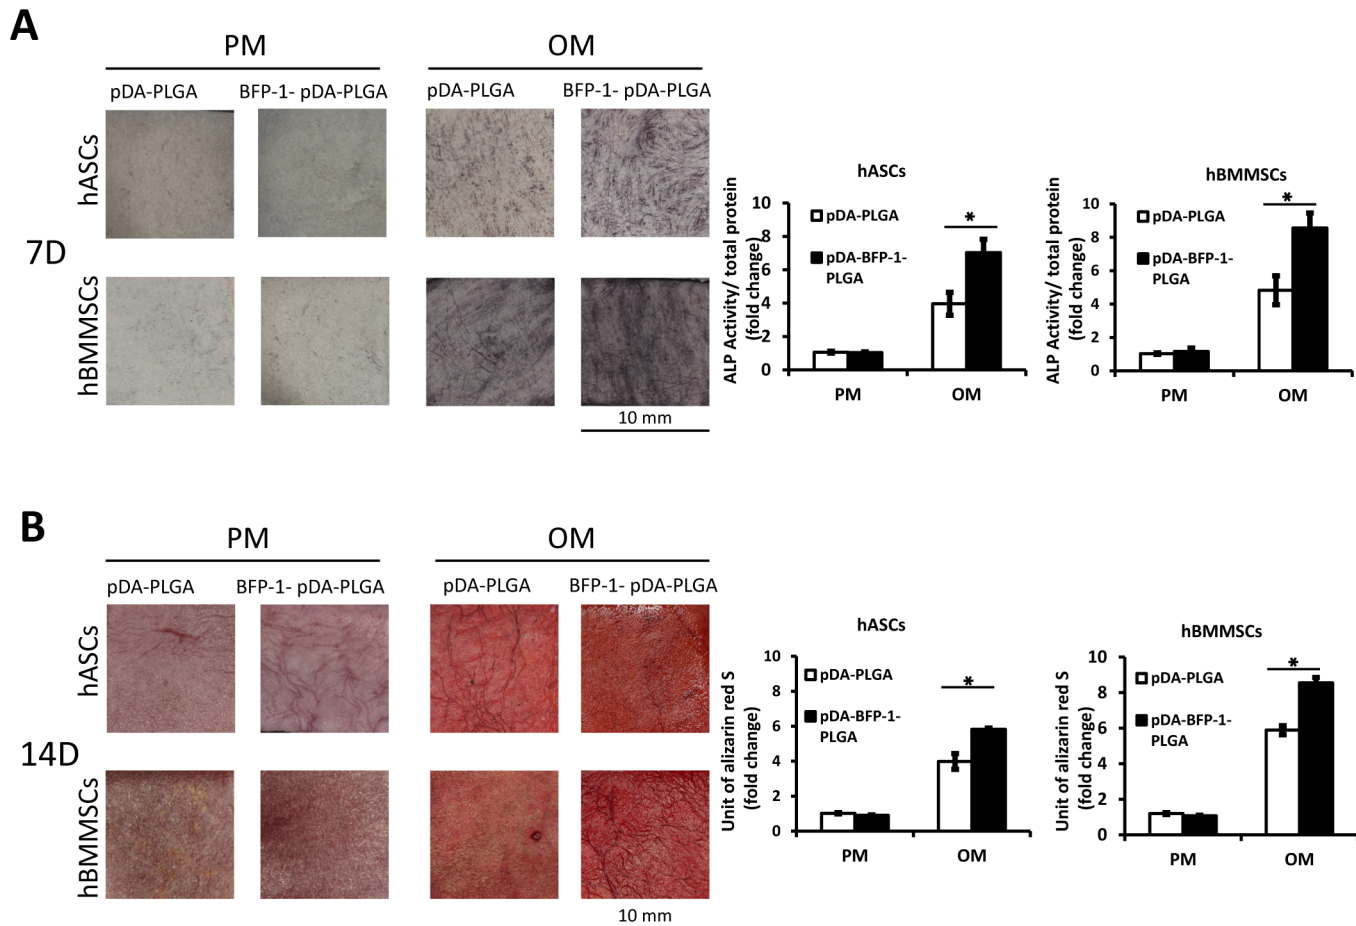 A
PM
OM
pDA-PLGA
BFP-1- pDA-PLGA
pDA-PLGA
BFP-1- pDA-PLGA
hASCs
7D
hBMMSCs
10 mm
hASCs
ALP Activity/ total protein
(fold change)
10
8
6
4
2
0
pDA-PLGA
pDA-BFP-1-
PLGA
*
PM
OM
hBMMSCs
ALP Activity/ total protein
(fold change)
10
8
6
4
2
0
pDA-PLGA
pDA-BFP-1-
PLGA
*
PM
OM
B
PM
OM
pDA-PLGA
BFP-1- pDA-PLGA
pDA-PLGA
BFP-1- pDA-PLGA
hASCs
14D
hBMMSCs
10 mm
hASCs
Unit of alizarin red S
(fold change)
10
8
6
4
2
0
pDA-PLGA
pDA-BFP-1-
PLGA
*
PM
OM
hBMMSCs
Unit of alizarin red S
(fold change)
10
8
6
4
2
0
pDA-PLGA
pDA-BFP-1-
PLGA
*
PM
OM